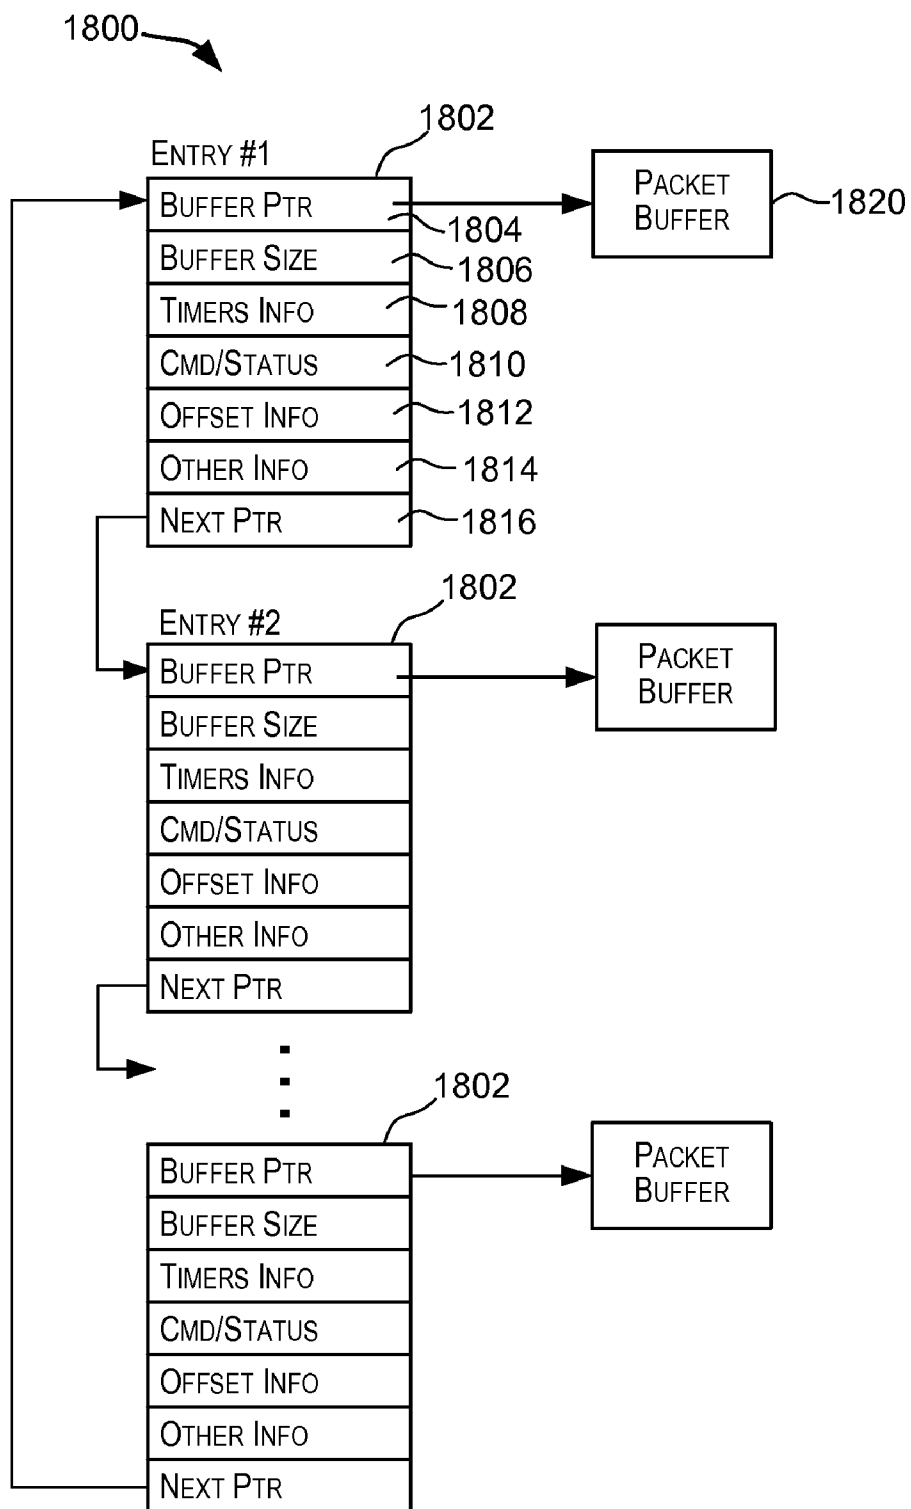 1800
1802
ENTRY #1
BUFFER PTR
1804
PACKET
BUFFER
1820
BUFFER SIZE
1806
TIMERS INFO
1808
CMD/STATUS
1810
OFFSET INFO
1812
OTHER INFO
1814
NEXT PTR
1816
1802
ENTRY #2
BUFFER PTR
PACKET
BUFFER
BUFFER SIZE
TIMERS INFO
CMD/STATUS
OFFSET INFO
OTHER INFO
NEXT PTR
1802
BUFFER PTR
PACKET
BUFFER
BUFFER SIZE
TIMERS INFO
CMD/STATUS
OFFSET INFO
OTHER INFO
NEXT PTR